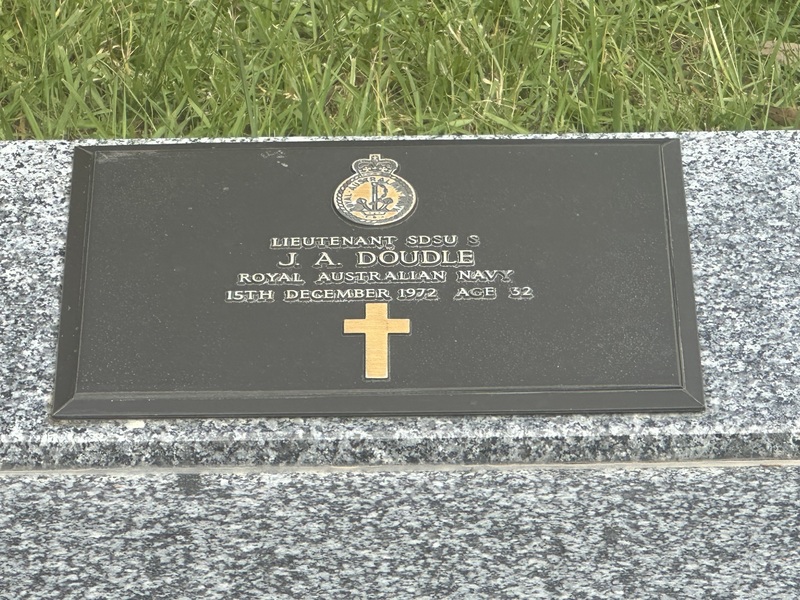 LIEUTENANT SDSU S
J. A. DOUDLE
ROYAL AUSTRALIAN NAVY
15TH DECEMBER 1972 AGE 32